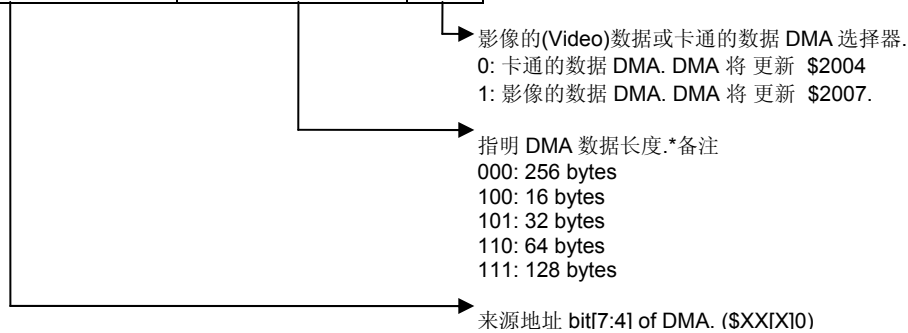 影像的(Video)数据或卡通的数据 DMA 选择器.
0: 卡通的数据 DMA. DMA 将 更新 $2004
1: 影像的数据 DMA. DMA 将 更新 $2007.
指明 DMA 数据长度.*备注
000: 256 bytes
100: 16 bytes
101: 32 bytes
110: 64 bytes
111: 128 bytes
来源地址 bit[7:4] of DMA. ($XX[X]0)